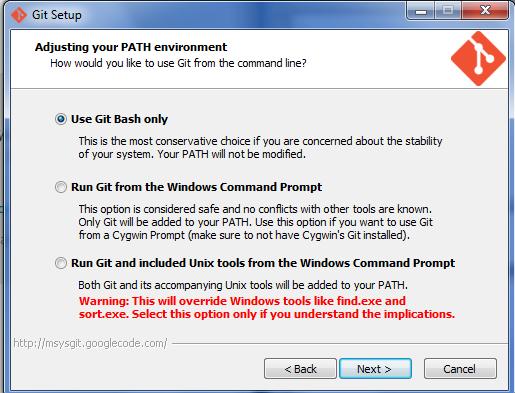 Git Setup
Adjusting your PATH environment
How would you like to use Git from the command line?
Use Git Bash only
This is the most conservative choice if you are concerned about the stability
of your system. Your PATH will not be modified.
Run Git from the Windows Command Prompt
This option is considered safe and no conflicts with other tools are known.
Only Git will be added to your PATH. Use this option if you want to use Git
from a Cygwin Prompt (make sure to not have Cygwin's Git installed).
Run Git and included Unix tools from the Windows Command Prompt
Both Git and its accompanying Unix tools will be added to your PATH.
Warning: This will override Windows tools like find.exe and
sort.exe. Select this option only if you understand the implications.
http://msysgit.googlecode.com/
< Back
Next >
Cancel